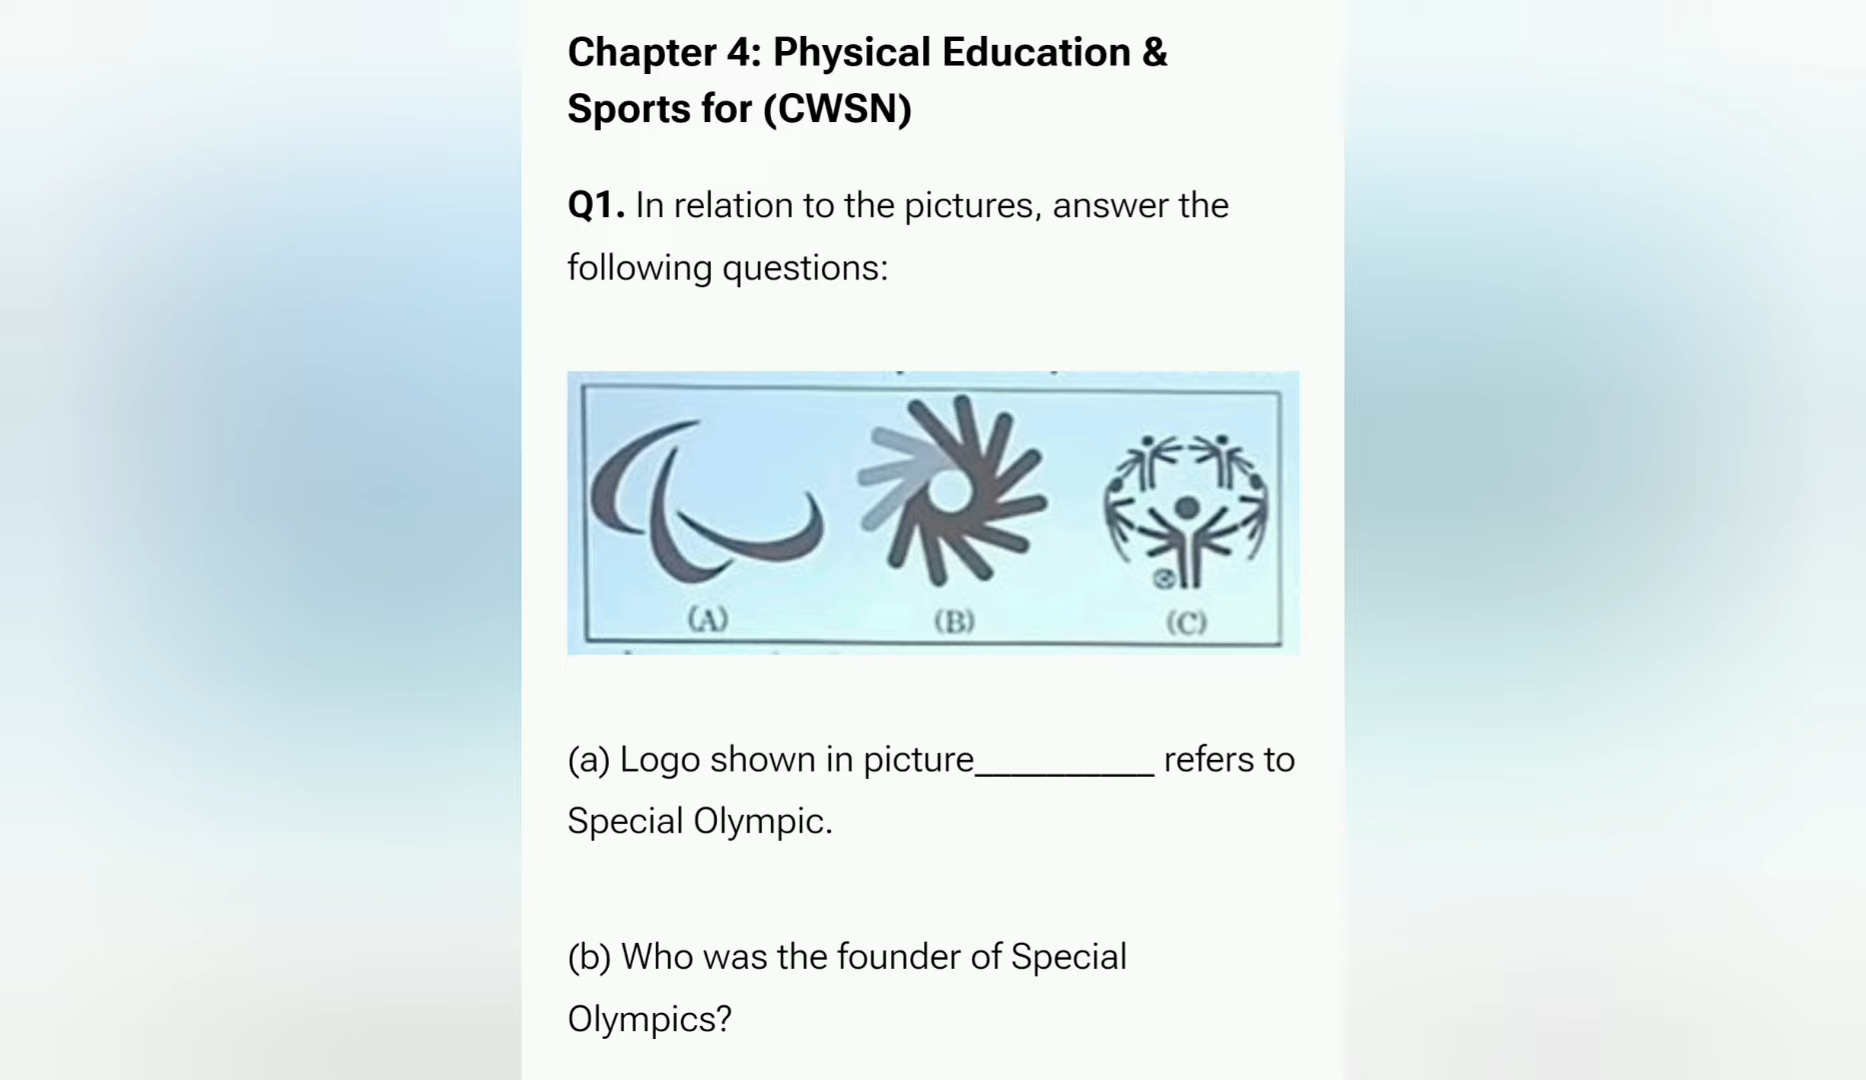 Chapter 4: Physical Education &
Sports for (CWSN)
Q1. In relation to the pictures, answer the
following questions:
(A) (B) (C)
(a) Logo shown in picture__________ refers to
Special Olympic.
(b) Who was the founder of Special
Olympics?